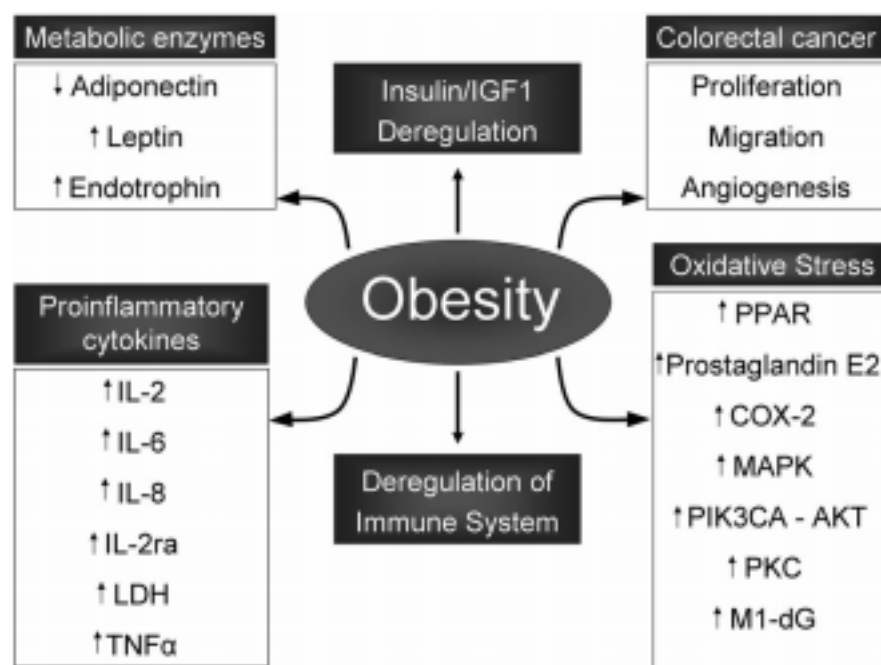 Metabolic enzymes
↓ Adiponectin
↑ Leptin
↑ Endotrophin
Insulin/IGF1
Deregulation
Colorectal cancer
Proliferation
Migration
Angiogenesis
Obesity
Proinflammatory
cytokines
↑ IL-2
↑ IL-6
↑ IL-8
↑ IL-2ra
↑ LDH
↑ TNFα
Deregulation of
Immune System
Oxidative Stress
↑ PPAR
↑ Prostaglandin E2
↑ COX-2
↑ MAPK
↑ PIK3CA - AKT
↑ PKC
↑ M1-dG